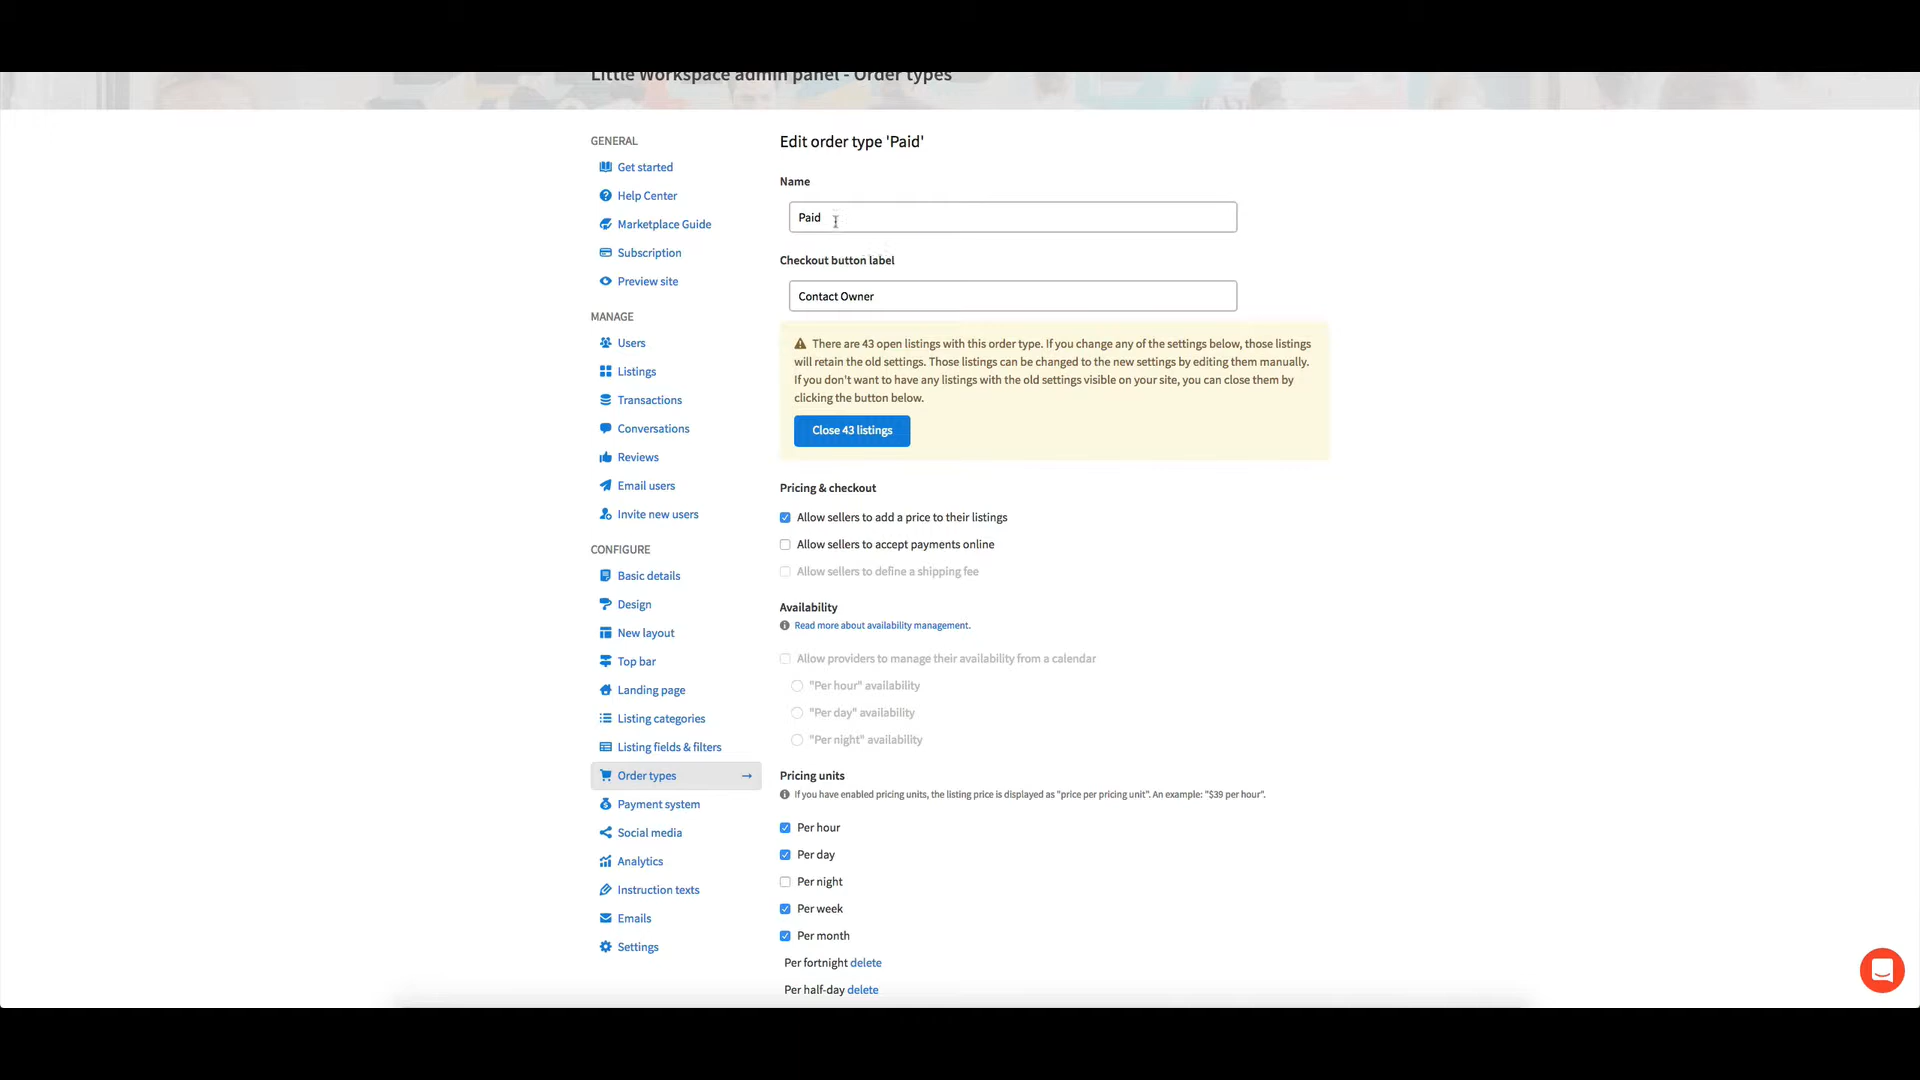 Little Workspace admin panel - Order types
GENERAL
Get started
Help Center
Marketplace Guide
Subscription
Preview site
MANAGE
Users
Listings
Transactions
Conversations
Reviews
Email users
Invite new users
CONFIGURE
Basic details
Design
New layout
Top bar
Landing page
Listing categories
Listing fields & filters
Order types →
Payment system
Social media
Analytics
Instruction texts
Emails
Settings
Edit order type 'Paid'
Name
Paid
Checkout button label
Contact Owner
There are 43 open listings with this order type. If you change any of the settings below, those listings
will retain the old settings. Those listings can be changed to the new settings by editing them manually.
If you don't want to have any listings with the old settings visible on your site, you can close them by
clicking the button below.
Close 43 listings
Pricing & checkout
Allow sellers to add a price to their listings
Allow sellers to accept payments online
Allow sellers to define a shipping fee
Availability
Read more about availability management.
Allow providers to manage their availability from a calendar
"Per hour" availability
"Per day" availability
"Per night" availability
Pricing units
If you have enabled pricing units, the listing price is displayed as "price per pricing unit". An example: "$39 per hour".
Per hour
Per day
Per night
Per week
Per month
Per fortnight delete
Per half-day delete